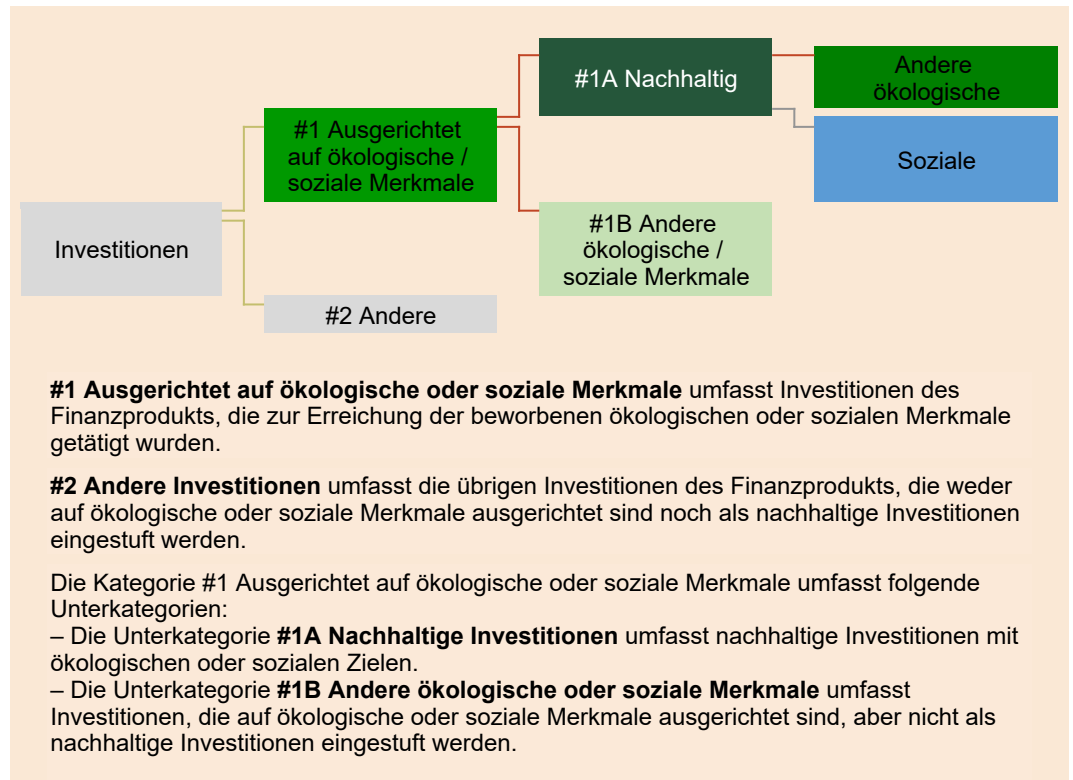 Investitionen
#1 Ausgerichtet
auf ökologische /
soziale Merkmale
#2 Andere
#1A Nachhaltig
#1B Andere
ökologische /
soziale Merkmale
Andere
ökologische
Soziale
#1 Ausgerichtet auf ökologische oder soziale Merkmale umfasst Investitionen des
Finanzprodukts, die zur Erreichung der beworbenen ökologischen oder sozialen Merkmale
getätigt wurden.
#2 Andere Investitionen umfasst die übrigen Investitionen des Finanzprodukts, die weder
auf ökologische oder soziale Merkmale ausgerichtet sind noch als nachhaltige Investitionen
eingestuft werden.
Die Kategorie #1 Ausgerichtet auf ökologische oder soziale Merkmale umfasst folgende
Unterkategorien:
– Die Unterkategorie #1A Nachhaltige Investitionen umfasst nachhaltige Investitionen mit
ökologischen oder sozialen Zielen.
– Die Unterkategorie #1B Andere ökologische oder soziale Merkmale umfasst
Investitionen, die auf ökologische oder soziale Merkmale ausgerichtet sind, aber nicht als
nachhaltige Investitionen eingestuft werden.